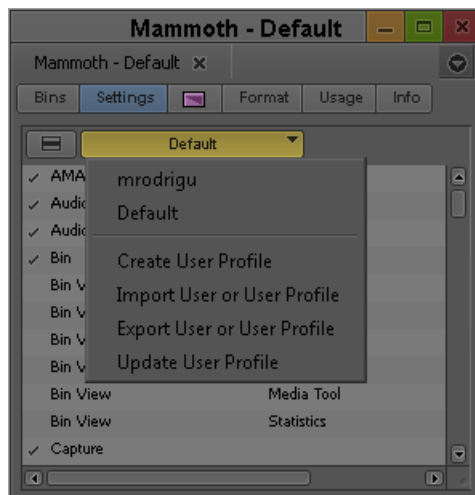 Mammoth - Default
Mammoth - Default
Bins Settings Format Usage Info
Default
AMA
mrodrigu
Audio
Default
Audio
Bin
Create User Profile
Bin V
Import User or User Profile
Bin V
Export User or User Profile
Bin V
Update User Profile
Bin View Media Tool
Bin View Statistics
Capture